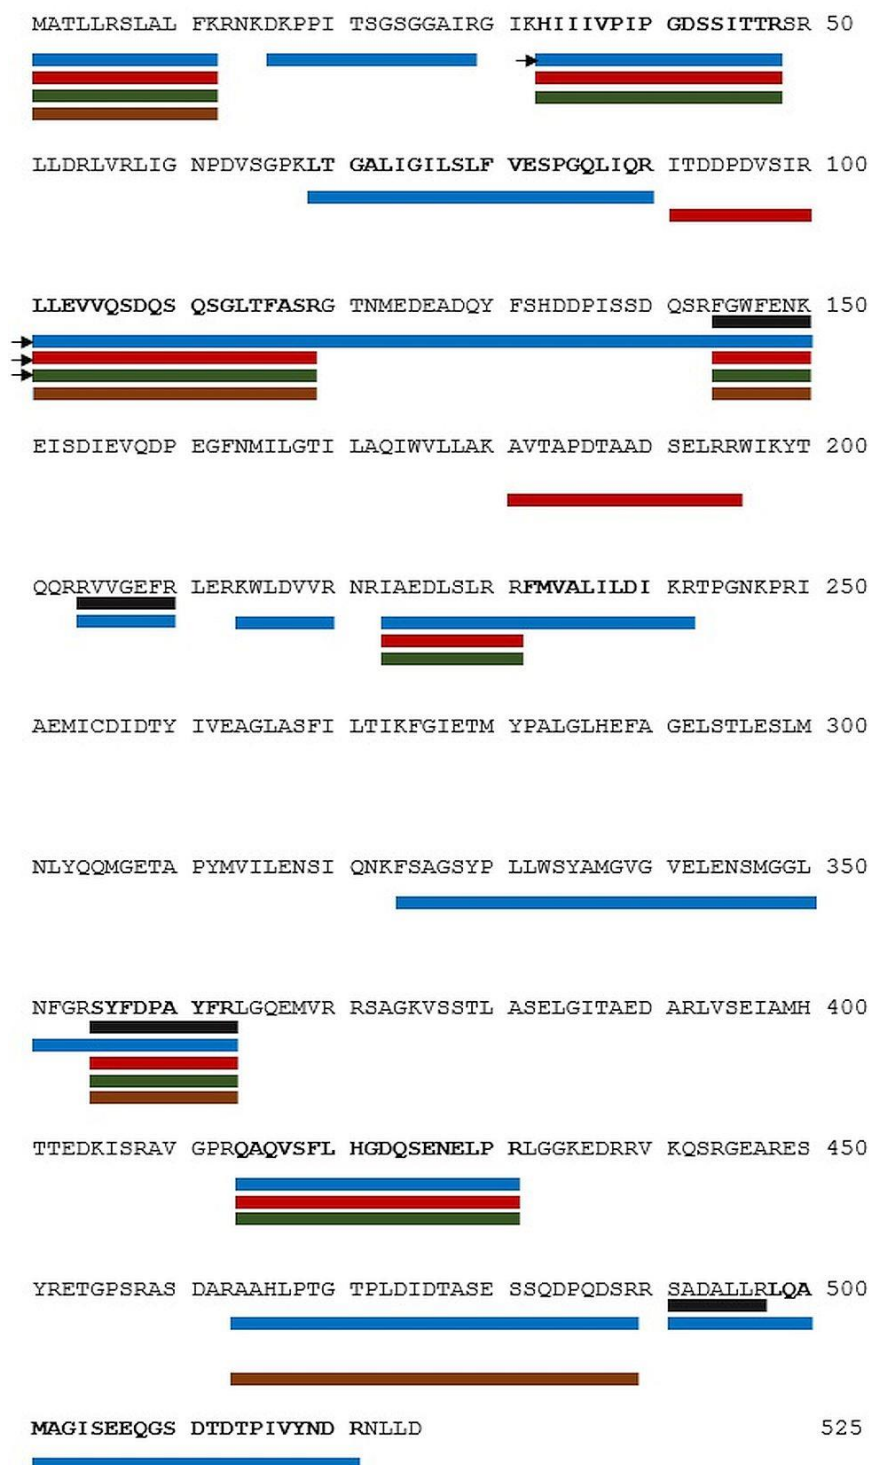 MATLLRSLAL FKRNKDKPPI TSGSGGAIRG IKHIIIVPIP GDSSITTRSR 50
LLDRLVRLIG NPDVSGPKLT GALIGILSLF VESPGQLIQR ITDDPDVSIR 100
LLEVVQSDQS QSGLTFASRG TNMEDEADQY FSHDDPISSD QSRFGWFENK 150
EISDIEVQDP EGFNMILGTI LAQIWVLLAK AVTAPDTAAD SELRRWIKYT 200
QQRRVVGEFR LERKWLDVVR NRIAEDLSLR RFMVALILDI KRTPGNKPRI 250
AEMICDIDTY IVEAGLASFI LTIKFGIETM YPALGLHEFA GELSTLESLM 300
NLYQQMGETA PYMVILENSI QNKFSAGSYP LLWSYAMGVG VELENSMGGL 350
NFGRSYFDPA YFRLGQEMVR RSAGKVSSTL ASELGITAED ARLVSEIAMH 400
TTEDKISRAV GPRQAQVSFL HGDQSENELP RLGGKEDRRV KQSRGEARES 450
YRETGPSRAS DARAAHLPTG TPLDIDTASE SSQDPQDSRR SADALLRLQA 500
MAGISEEQGS DTDTPIVYND RNLLD 525